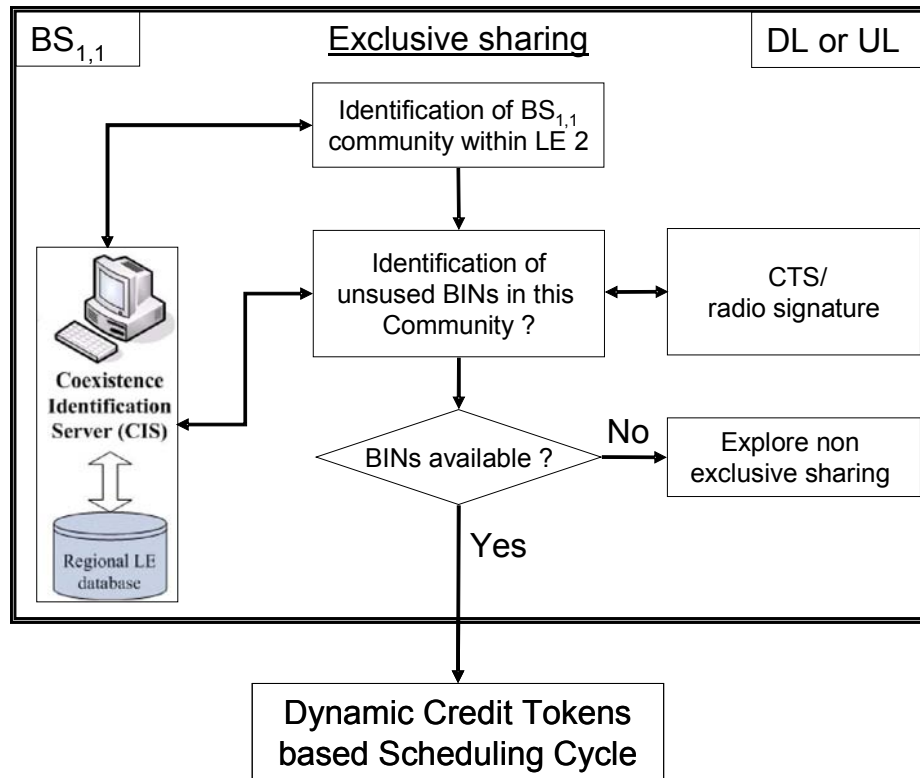 BS1,1
Exclusive sharing
DL or UL
Identification of BS1,1
community within LE 2
Identification of
unsused BINs in this
Community ?
CTS/
radio signature
Coexistence
Identification
Server (CIS)
BINs available ?
No
Explore non
exclusive sharing
Regional LE
database
Yes
Dynamic Credit Tokens
based Scheduling Cycle